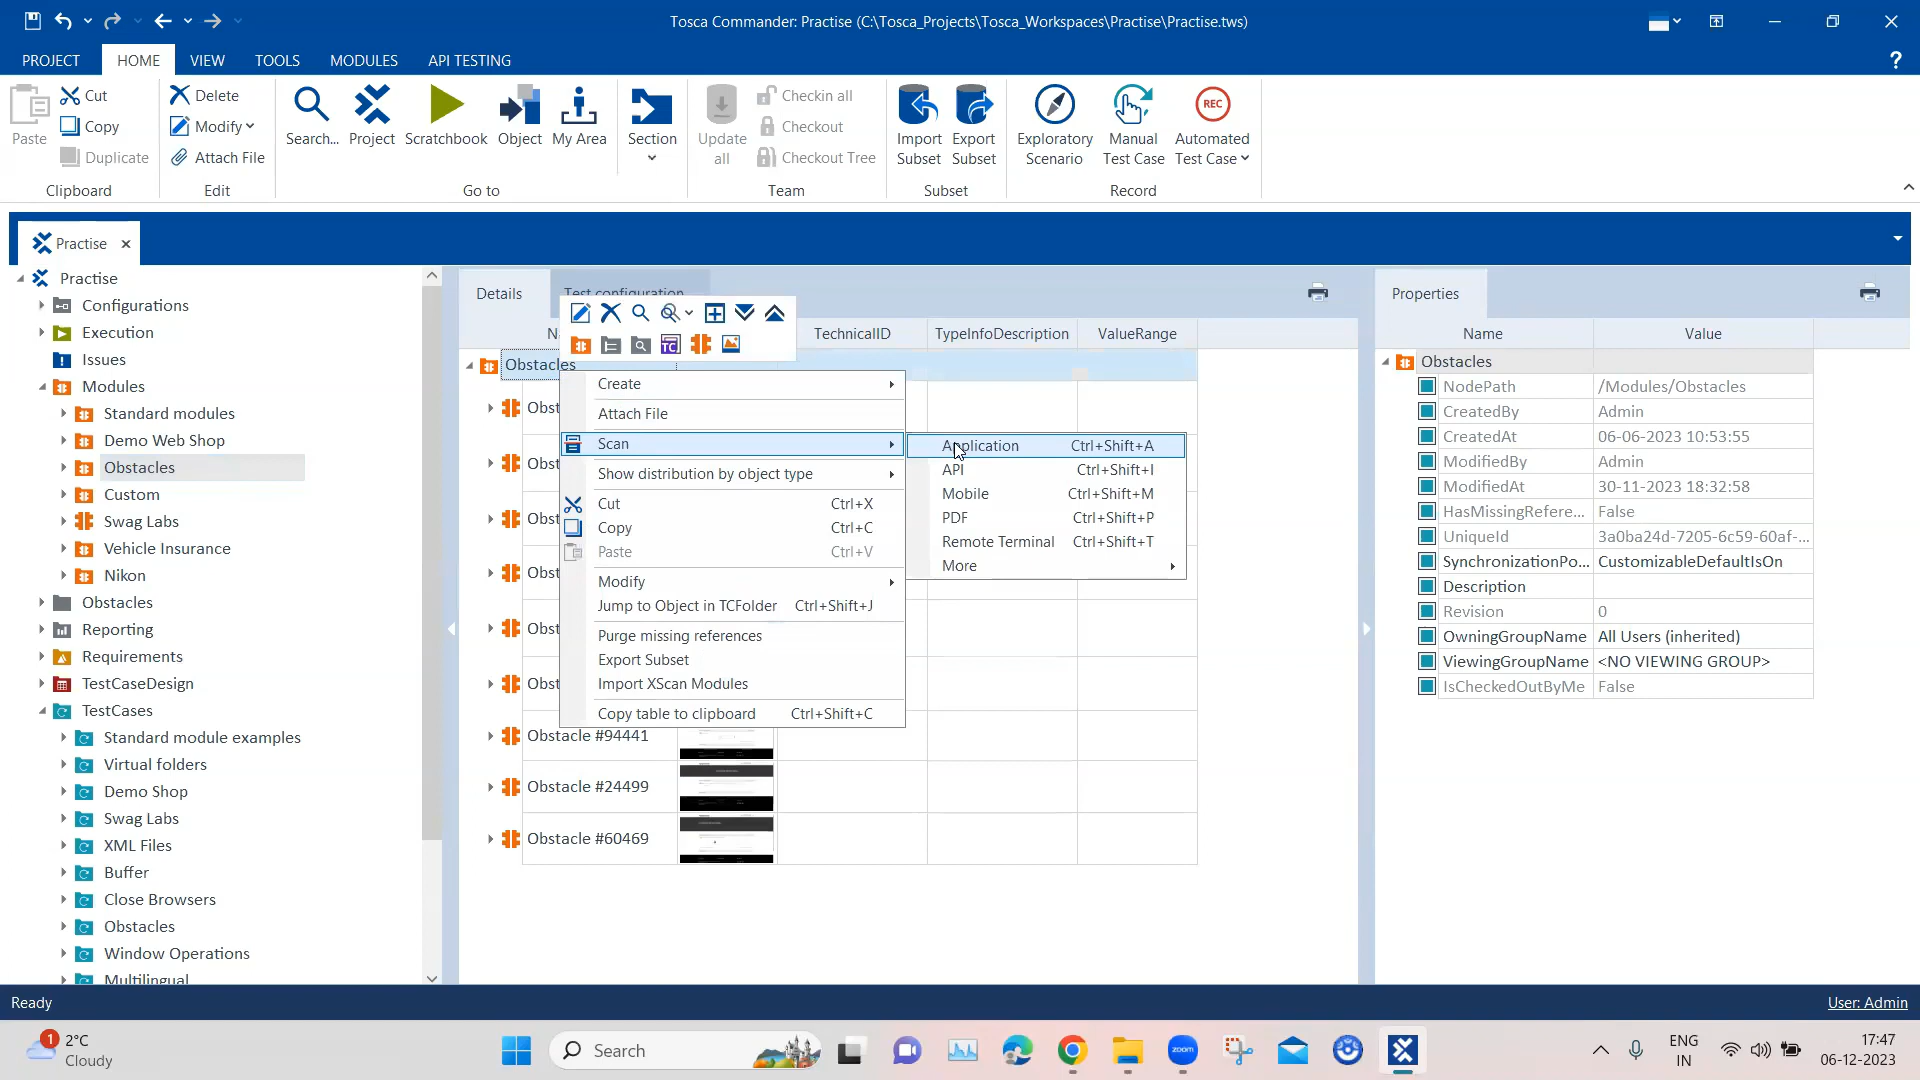 Tosca Commander: Practise (C:\Tosca_Projects\Tosca_Workspaces\Practise\Practise.tws)
PROJECT HOME VIEW TOOLS MODULES API TESTING ?
Paste Cut Copy Duplicate Clipboard
Delete Modify Attach File Edit
Search... Project Scratchbook Object My Area Section Go to
Update all Checkin all Checkout Checkout Tree Team
Import Subset Export Subset Subset
Exploratory Scenario Manual Test Case REC Automated Test Case Record
Practise
Practise
Configurations
Execution
Issues
Modules
Standard modules
Demo Web Shop
Obstacles
Custom
Swag Labs
Vehicle Insurance
Nikon
Obstacles
Reporting
Requirements
TestCaseDesign
TestCases
Standard module examples
Virtual folders
Demo Shop
Swag Labs
XML Files
Buffer
Close Browsers
Obstacles
Window Operations
Multilingual
Details Test configuration
TechnicalID TypeInfoDescription ValueRange
Obstacles
Obst
Obst
Obst
Obst
Obst
Obst
Obstacle #94441
Obstacle #24499
Obstacle #60469
TC
Create
Attach File
Scan
Show distribution by object type
Cut Ctrl+X
Copy Ctrl+C
Paste Ctrl+V
Modify
Jump to Object in TCFolder Ctrl+Shift+J
Purge missing references
Export Subset
Import XScan Modules
Copy table to clipboard Ctrl+Shift+C
Application Ctrl+Shift+A
API Ctrl+Shift+I
Mobile Ctrl+Shift+M
PDF Ctrl+Shift+P
Remote Terminal Ctrl+Shift+T
More
Properties
Name Value
Obstacles
NodePath /Modules/Obstacles
CreatedBy Admin
CreatedAt 06-06-2023 10:53:55
ModifiedBy Admin
ModifiedAt 30-11-2023 18:32:58
HasMissingRefere... False
UniqueId 3a0ba24d-7205-6c59-60af-...
SynchronizationPo... CustomizableDefaultIsOn
Description
Revision 0
OwningGroupName All Users (inherited)
ViewingGroupName <NO VIEWING GROUP>
IsCheckedOutByMe False
Ready User: Admin
1 2°C
Cloudy
Search
zoom
ENG
IN
17:47
06-12-2023